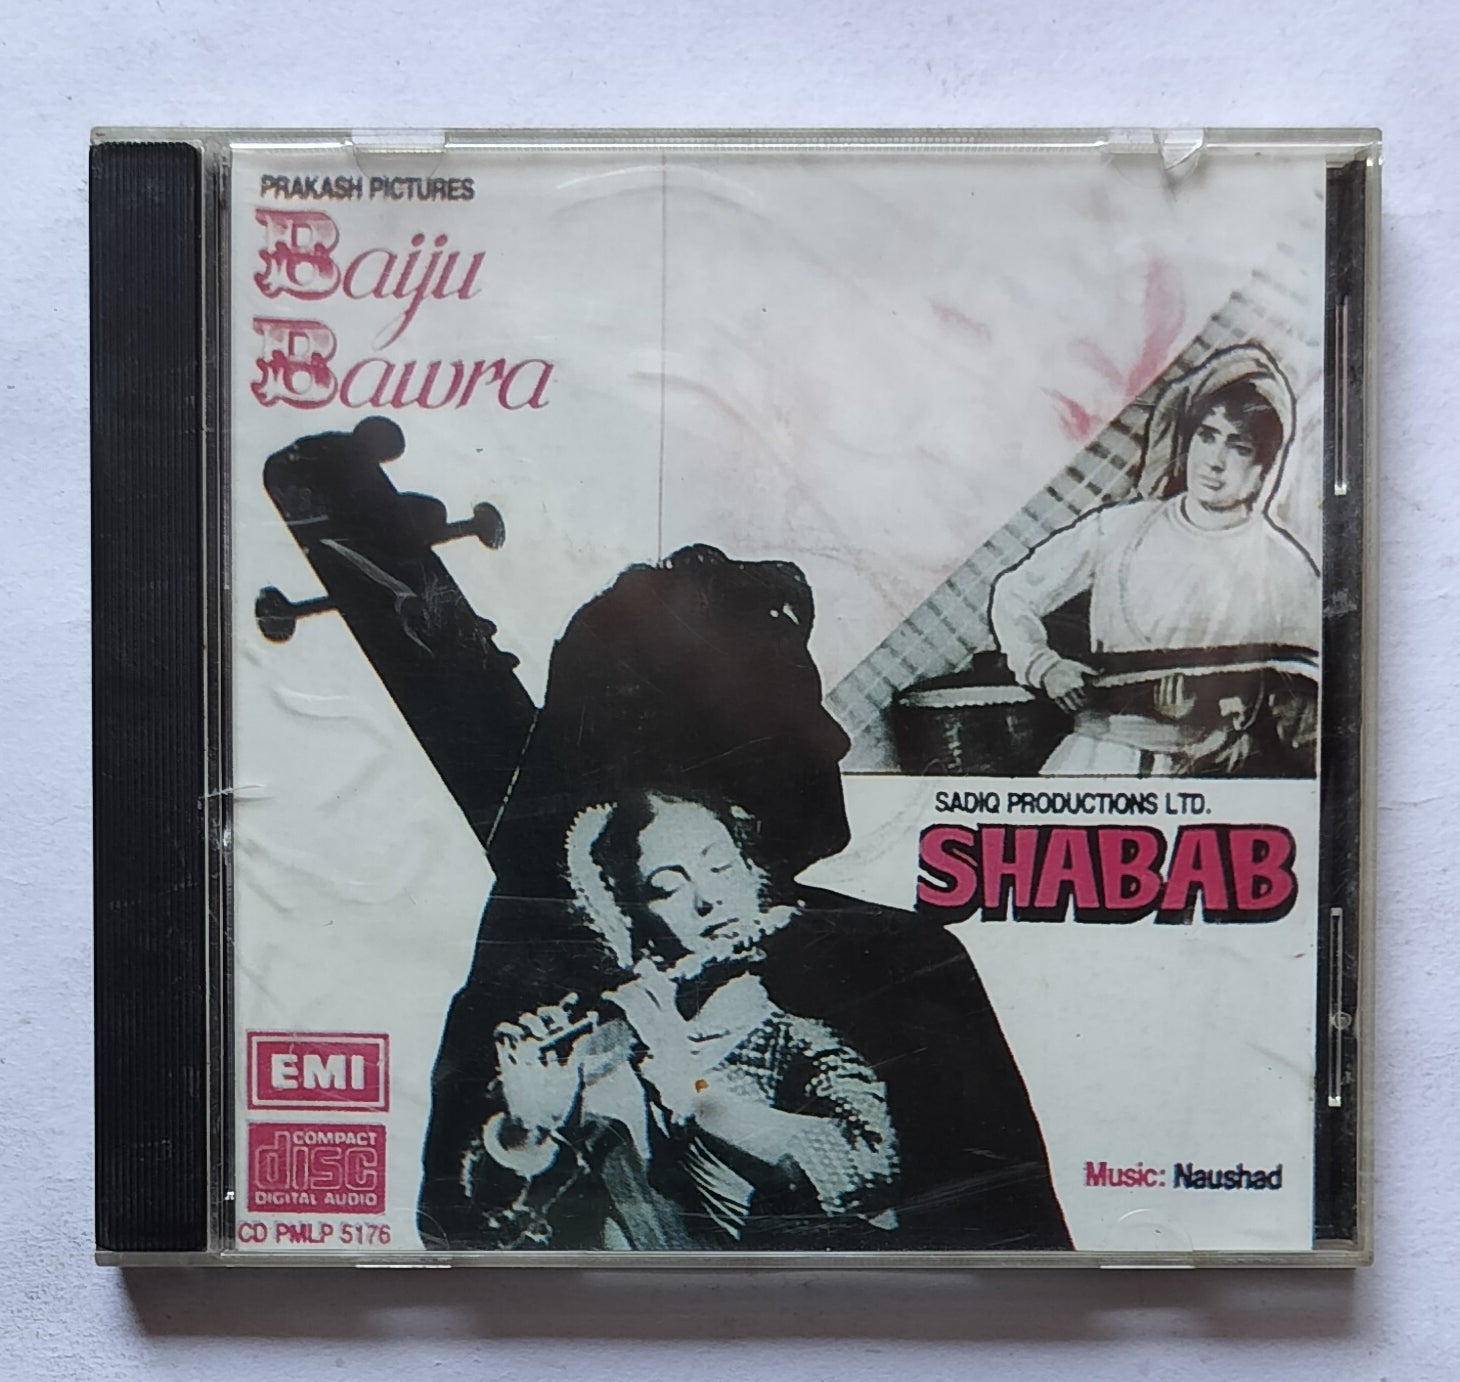 PRAKASH PICTURES
Baiju
Bawra
SADIQ PRODUCTIONS LTD.
SHABAB
EMI
COMPACT
disc
DIGITAL AUDIO
CD PMLP 5176
Music: Naushad